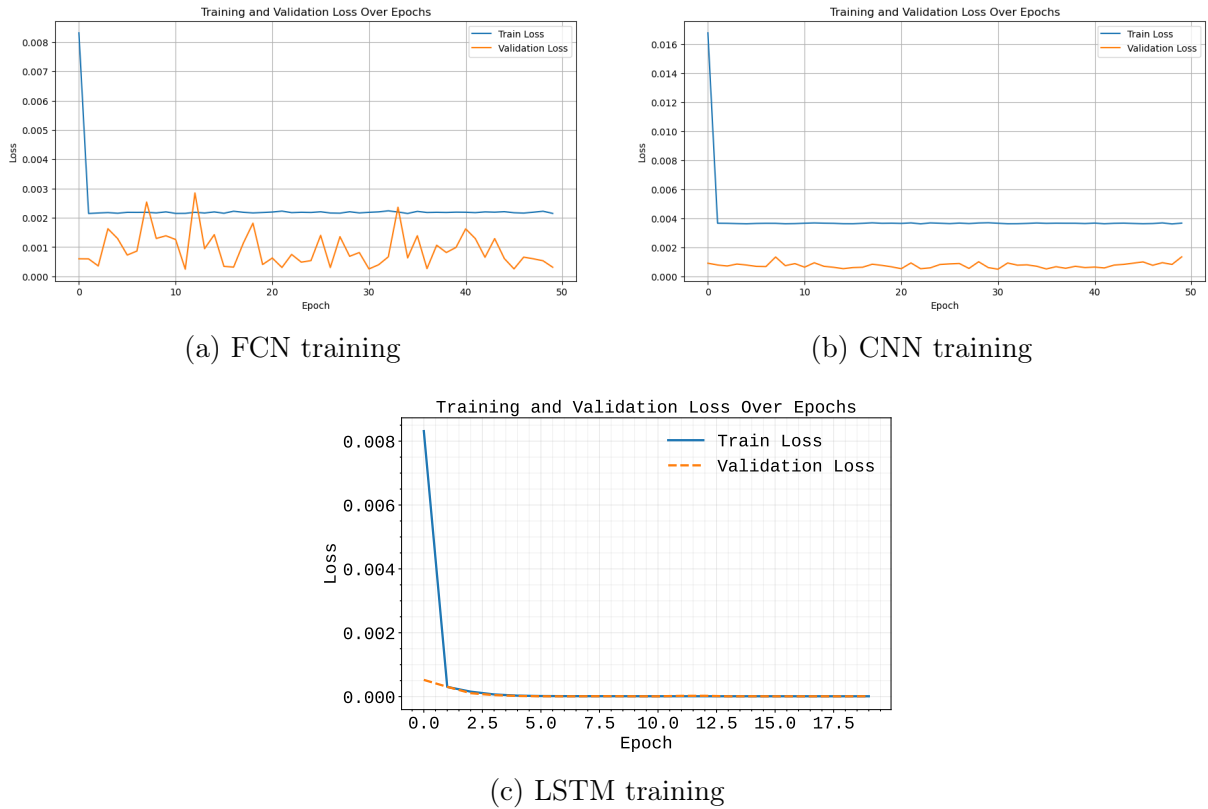 Training and Validation Loss Over Epochs
Train Loss
Validation Loss
0.008
0.007
0.006
0.005
0.004
0.003
0.002
0.001
0.000
Loss
0 10 20 30 40 50
Epoch
(a) FCN training
Training and Validation Loss Over Epochs
Train Loss
Validation Loss
0.016
0.014
0.012
0.010
0.008
0.006
0.004
0.002
0.000
Loss
0 10 20 30 40 50
Epoch
(b) CNN training
Training and Validation Loss Over Epochs
Train Loss
Validation Loss
0.008
0.006
0.004
0.002
0.000
Loss
0.0 2.5 5.0 7.5 10.0 12.5 15.0 17.5
Epoch
(c) LSTM training